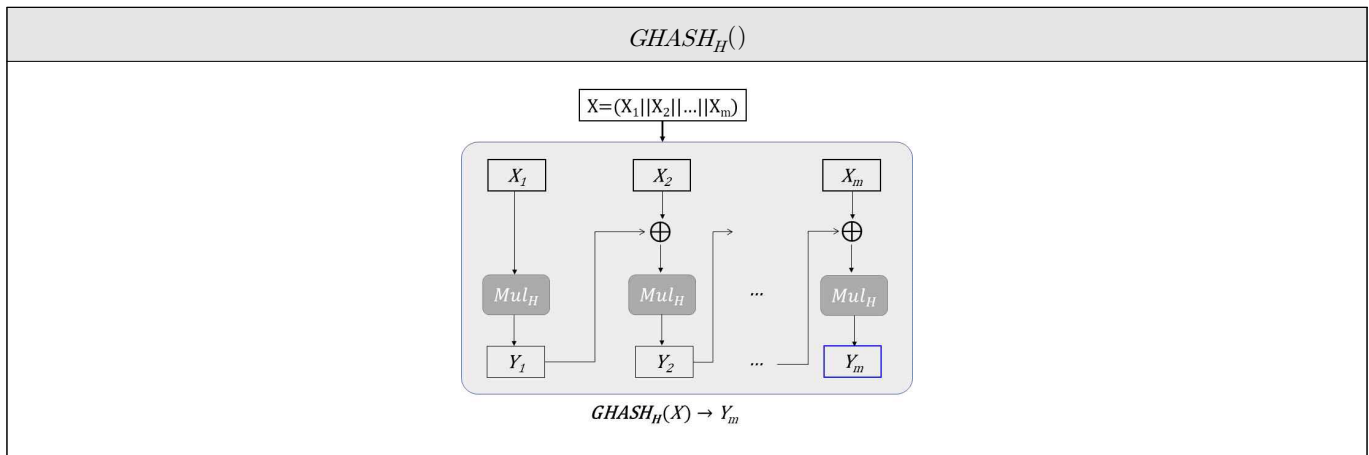 GHASH_H()
X=(X_1||X_2||...||X_m)
X_1 X_2 X_m
⊕ ⊕
Mul_H Mul_H ... Mul_H
Y_1 Y_2 ... Y_m
GHASH_H(X) → Y_m